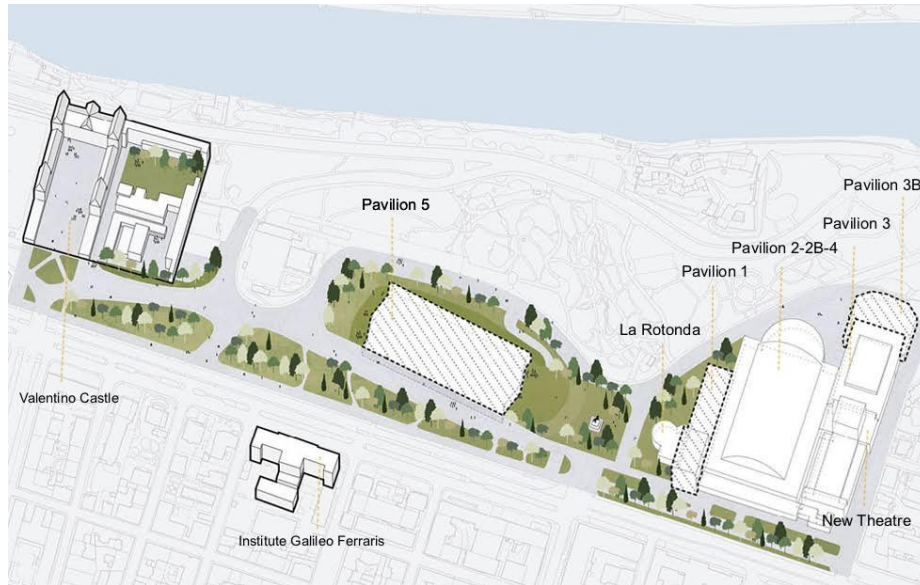 Pavilion 3B
Pavilion 5
Pavilion 3
Pavilion 2-2B-4
Pavilion 1
La Rotonda
Valentino Castle
New Theatre
Institute Galileo Ferraris